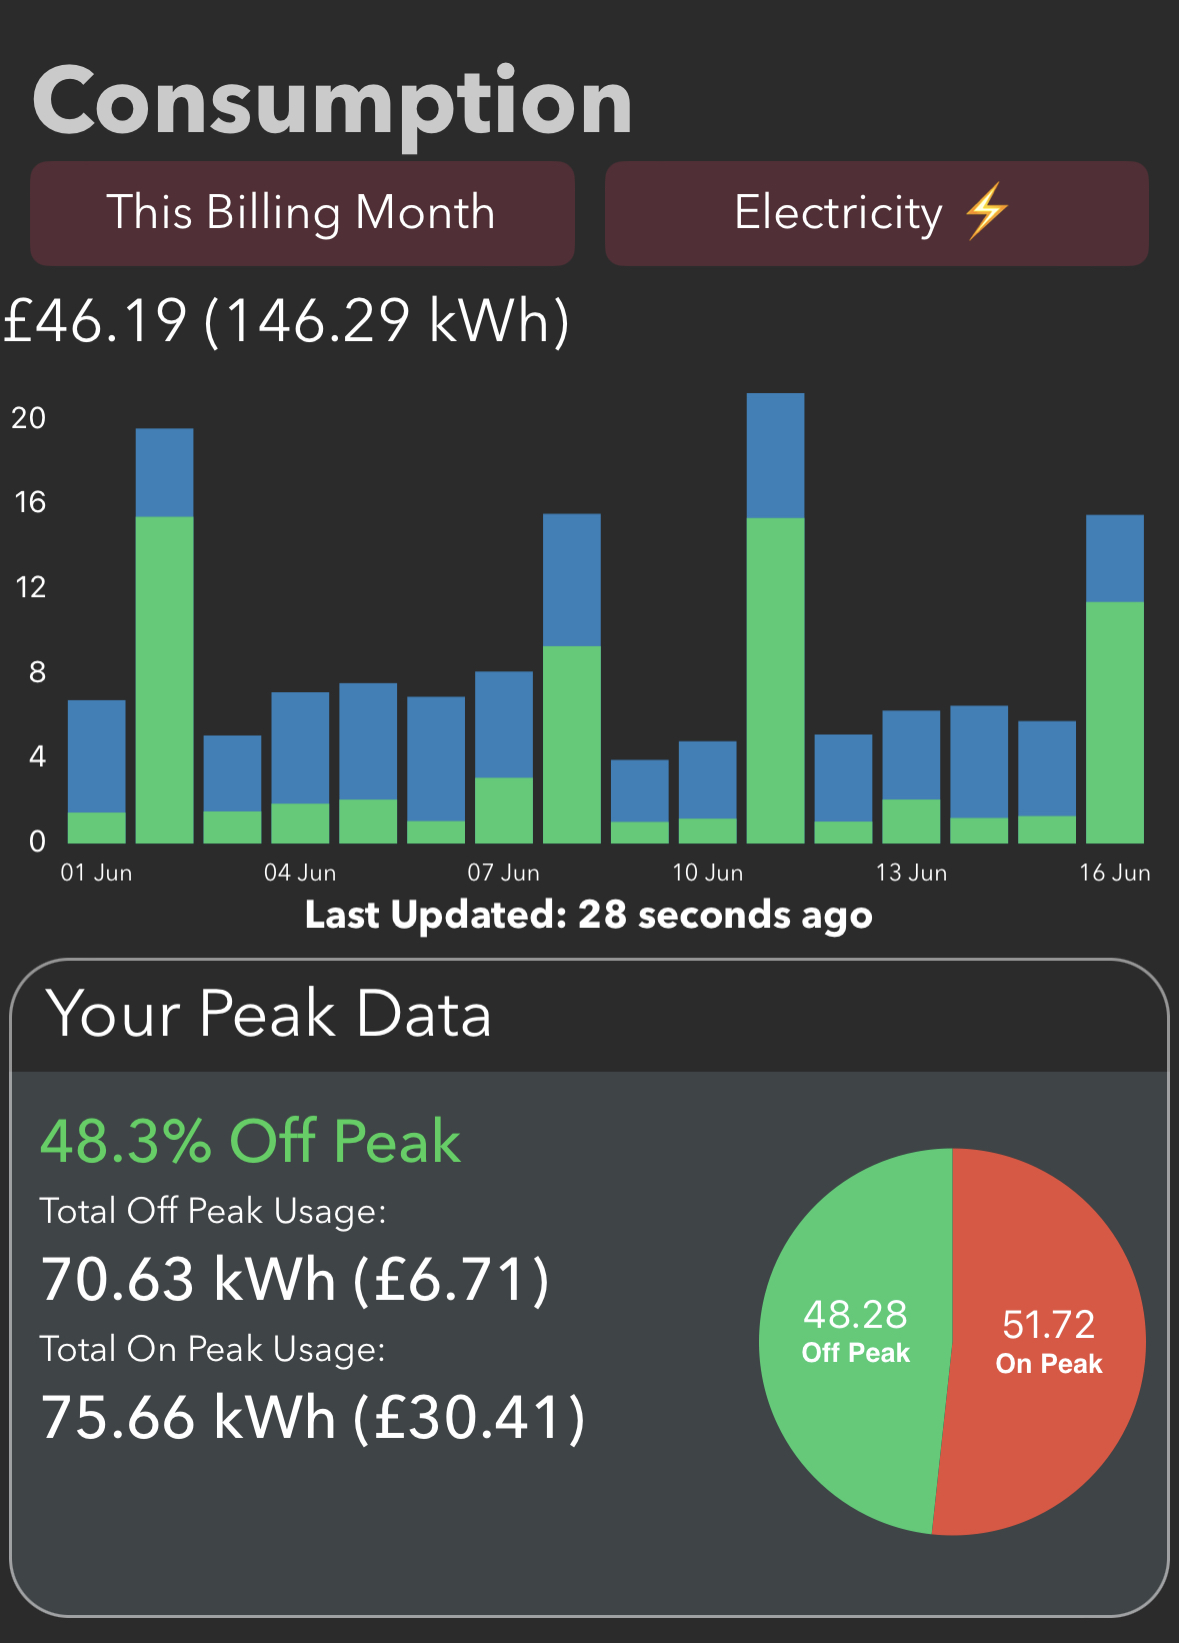 Consumption
This Billing Month
Electricity ⚡
£46.19 (146.29 kWh)
20
16
12
8
4
0
01 Jun 04 Jun 07 Jun 10 Jun 13 Jun 16 Jun
Last Updated: 28 seconds ago
Your Peak Data
48.3% Off Peak
Total Off Peak Usage:
70.63 kWh (£6.71)
Total On Peak Usage:
75.66 kWh (£30.41)
48.28
Off Peak
51.72
On Peak